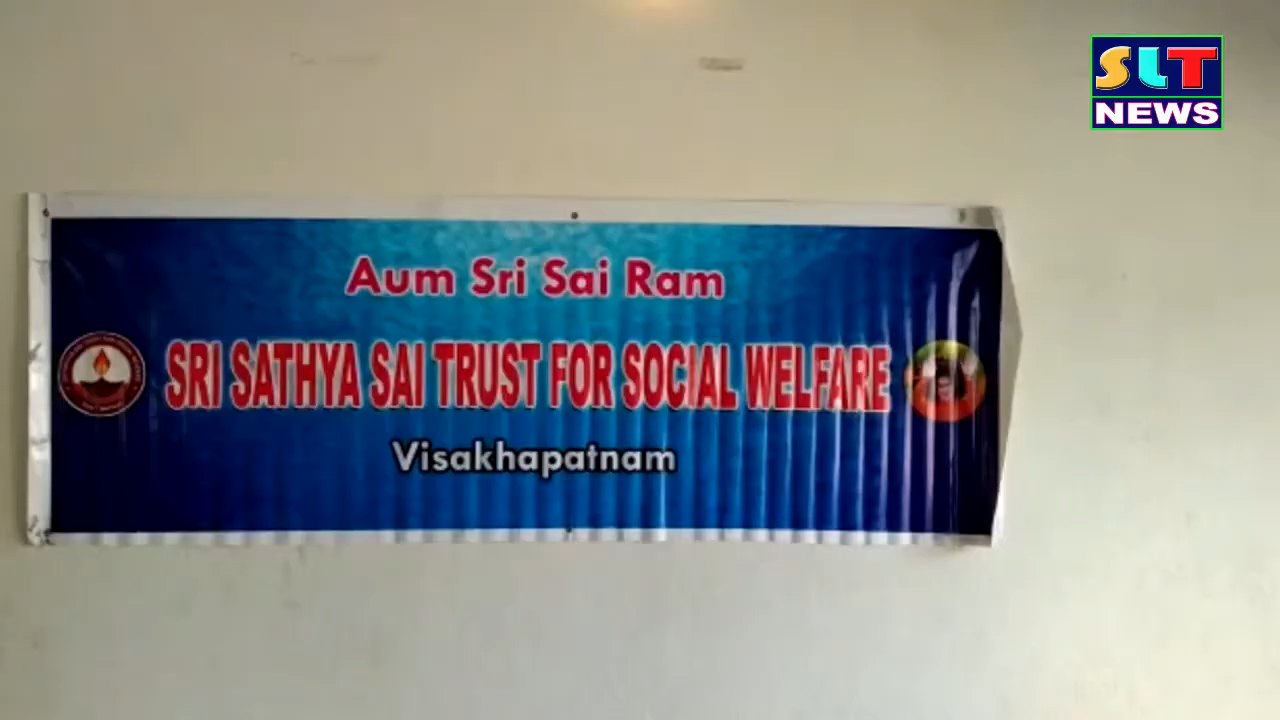 SLT
NEWS
Aum Sri Sai Ram
SRI SATHYA SAI TRUST FOR SOCIAL WELFARE
Visakhapatnam